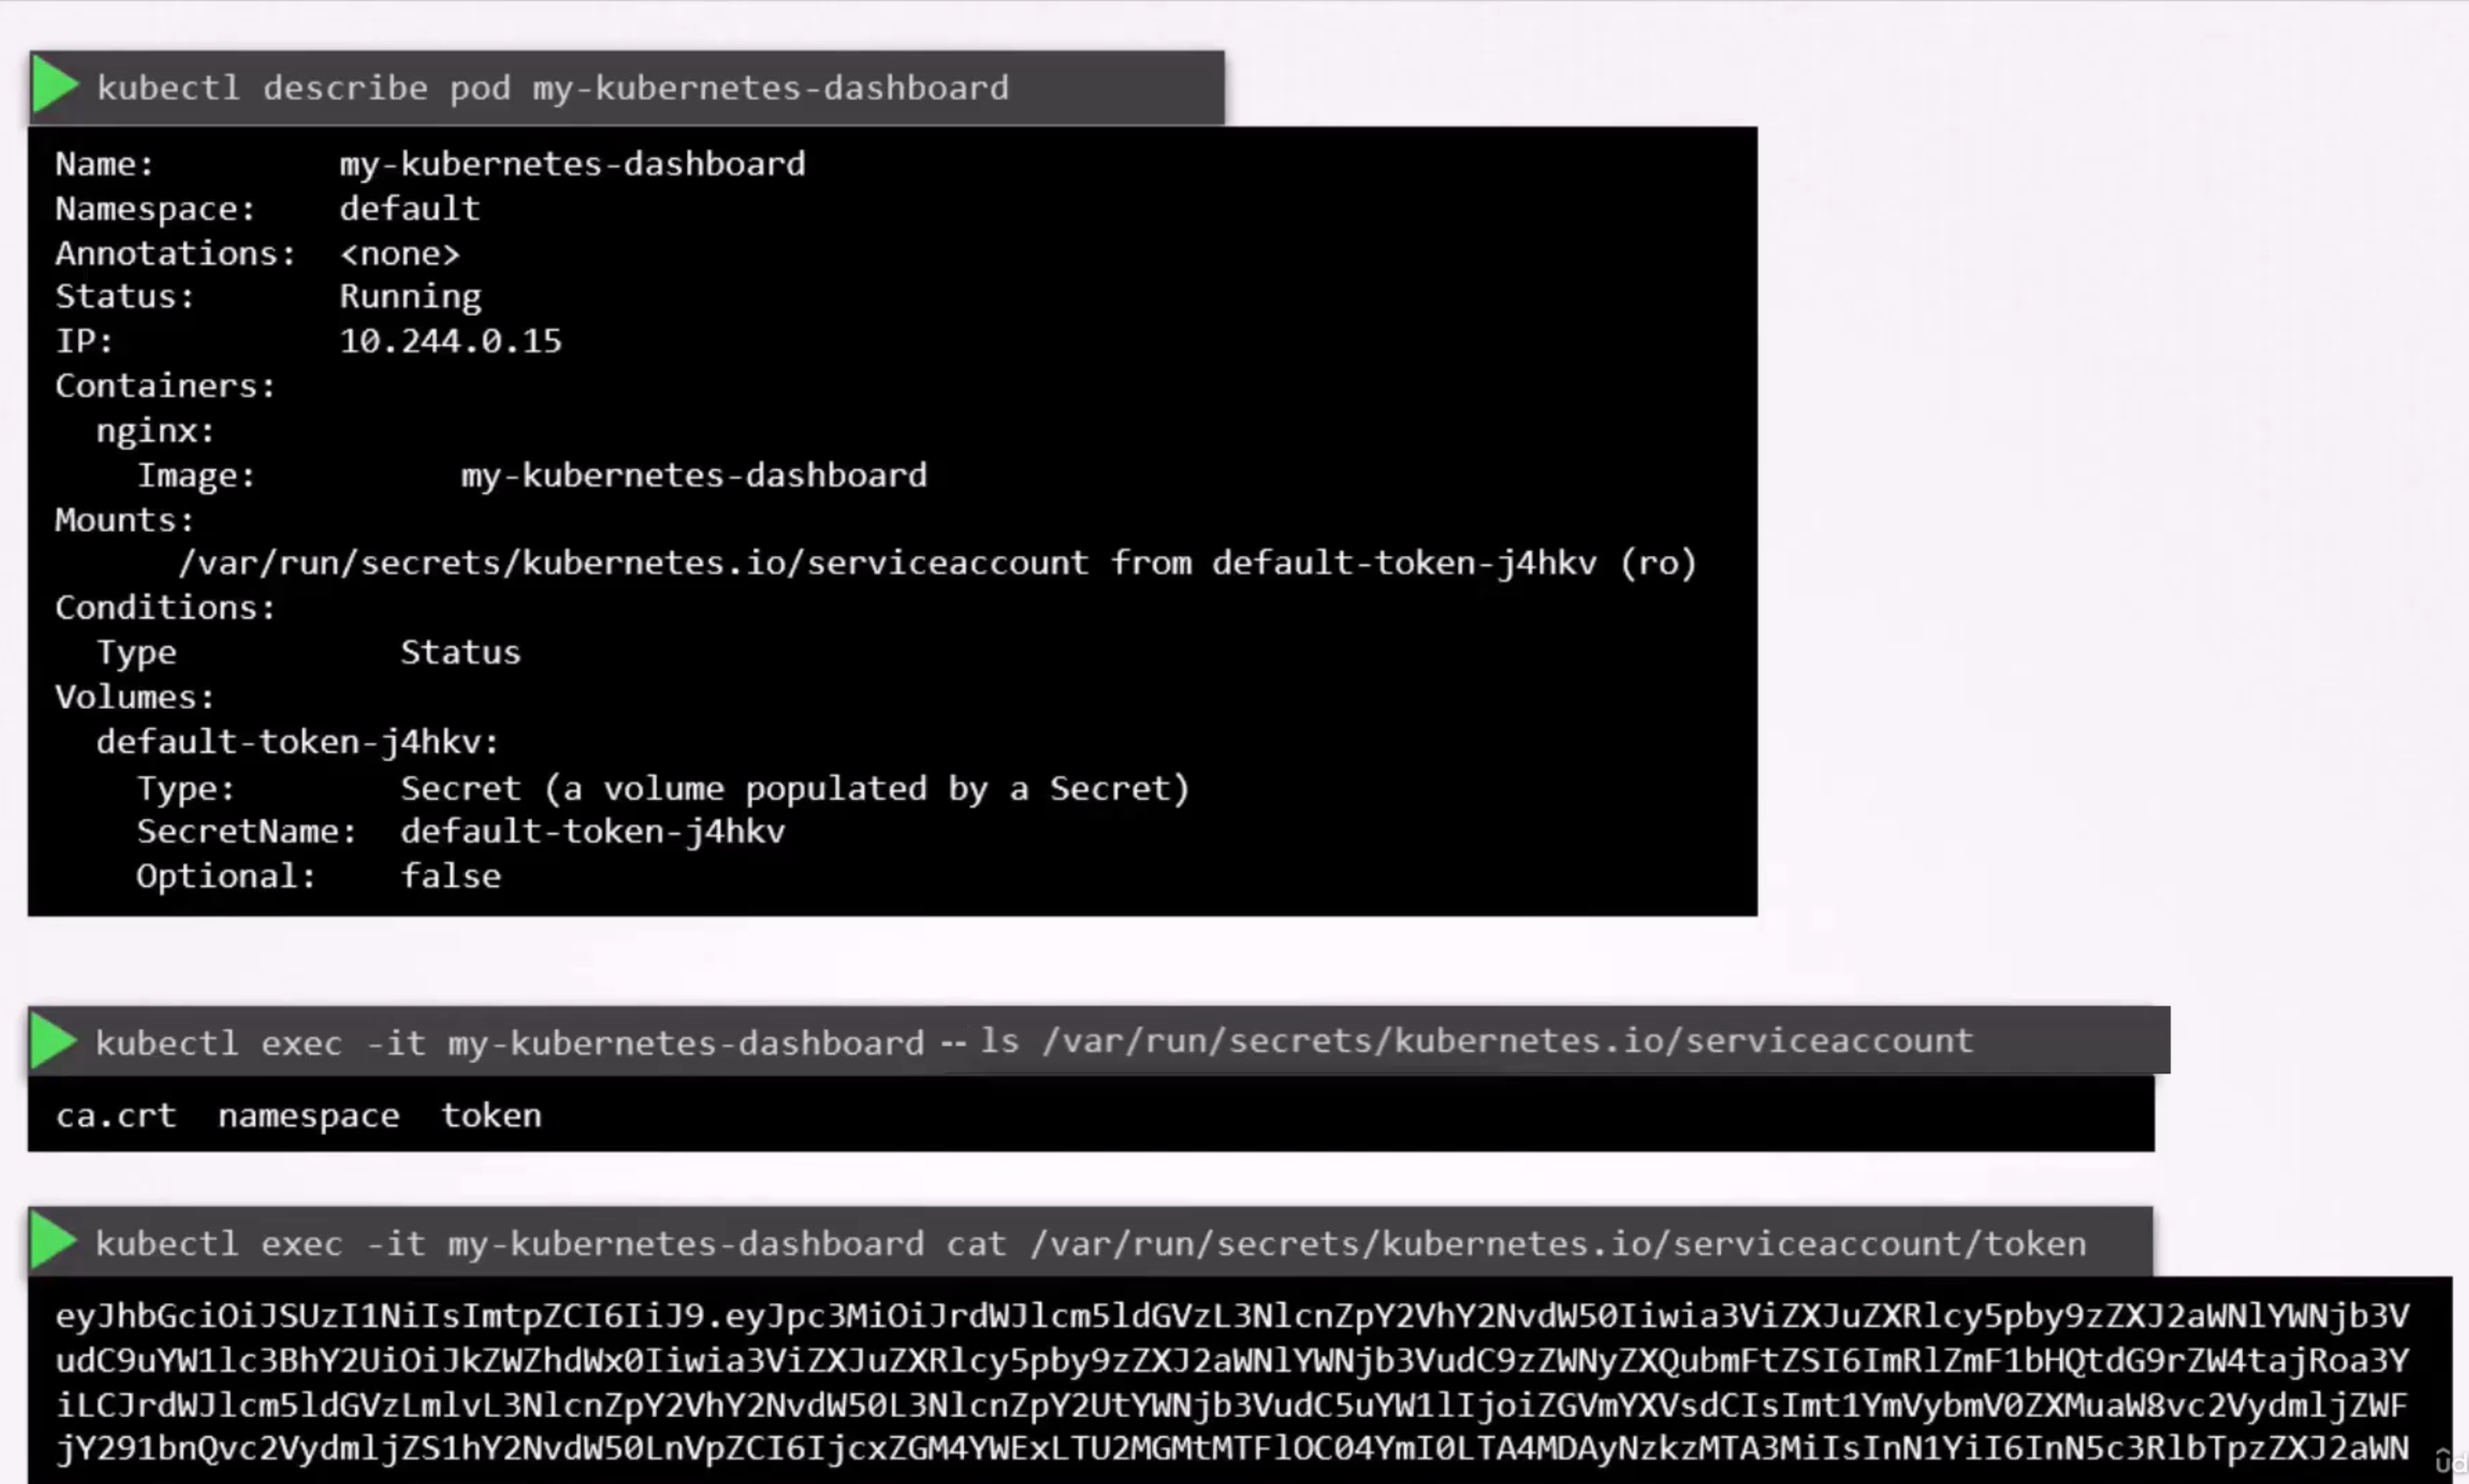 kubectl describe pod my-kubernetes-dashboard
Name:         my-kubernetes-dashboard
Namespace:    default
Annotations:  <none>
Status:       Running
IP:           10.244.0.15
Containers:
  nginx:
    Image:          my-kubernetes-dashboard
Mounts:
      /var/run/secrets/kubernetes.io/serviceaccount from default-token-j4hkv (ro)
Conditions:
  Type           Status
Volumes:
  default-token-j4hkv:
    Type:        Secret (a volume populated by a Secret)
    SecretName:  default-token-j4hkv
    Optional:    false
kubectl exec -it my-kubernetes-dashboard -- ls /var/run/secrets/kubernetes.io/serviceaccount
ca.crt  namespace  token
kubectl exec -it my-kubernetes-dashboard cat /var/run/secrets/kubernetes.io/serviceaccount/token
eyJhbGciOiJSUzI1NiIsImtpZCI6IiJ9.eyJpc3MiOiJrdWJlcm5ldGVzL3NlcnZpY2VhY2NvdW50Iiwia3ViZXJuZXRlcy5pby9zZXJ2aWNlYWNjb3V
udC9uYW1lc3BhY2UiOiJkZWZhdWx0Iiwia3ViZXJuZXRlcy5pby9zZXJ2aWNlYWNjb3VudC9zZWNyZXQubmFtZSI6ImRlZmF1bHQtdG9rZW4tajRoa3Y
iLCJrdWJlcm5ldGVzLmlvL3NlcnZpY2VhY2NvdW50L3NlcnZpY2UtYWNjb3VudC5uYW1lIjoiZGVmYXVsdCIsImt1YmVybmV0ZXMuaW8vc2VydmljZWF
jY291bnQvc2VydmljZS1hY2NvdW50LnVpZCI6IjcxZGM4YWExLTU2MGMtMTFlOC04YmI0LTA4MDAyNzkzMTA3MiIsInN1YiI6InN5c3RlbTpzZXJ2aWN